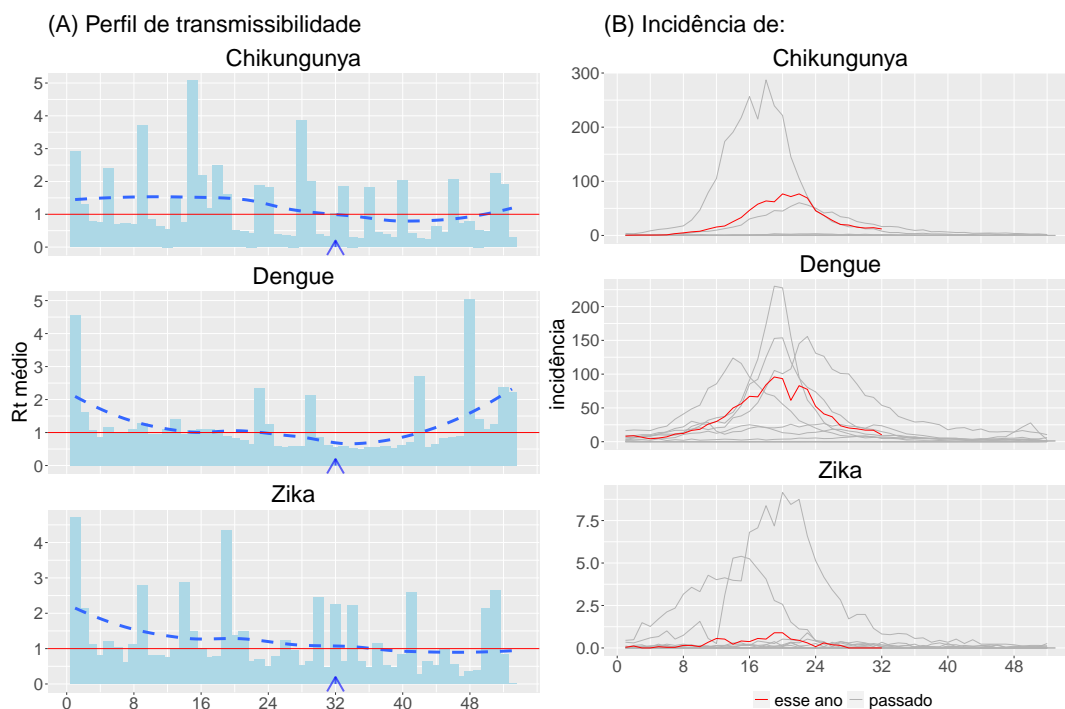 (A) Perfil de transmissibilidade
Chikungunya
5
4
3
2
1
0
Dengue
5
4
3
2
1
0
Rt médio
Zika
4
3
2
1
0
0 8 16 24 32 40 48
(B) Incidência de:
Chikungunya
300
200
100
0
Dengue
200
150
100
50
0
incidência
Zika
7.5
5.0
2.5
0.0
0 8 16 24 32 40 48
esse ano passado